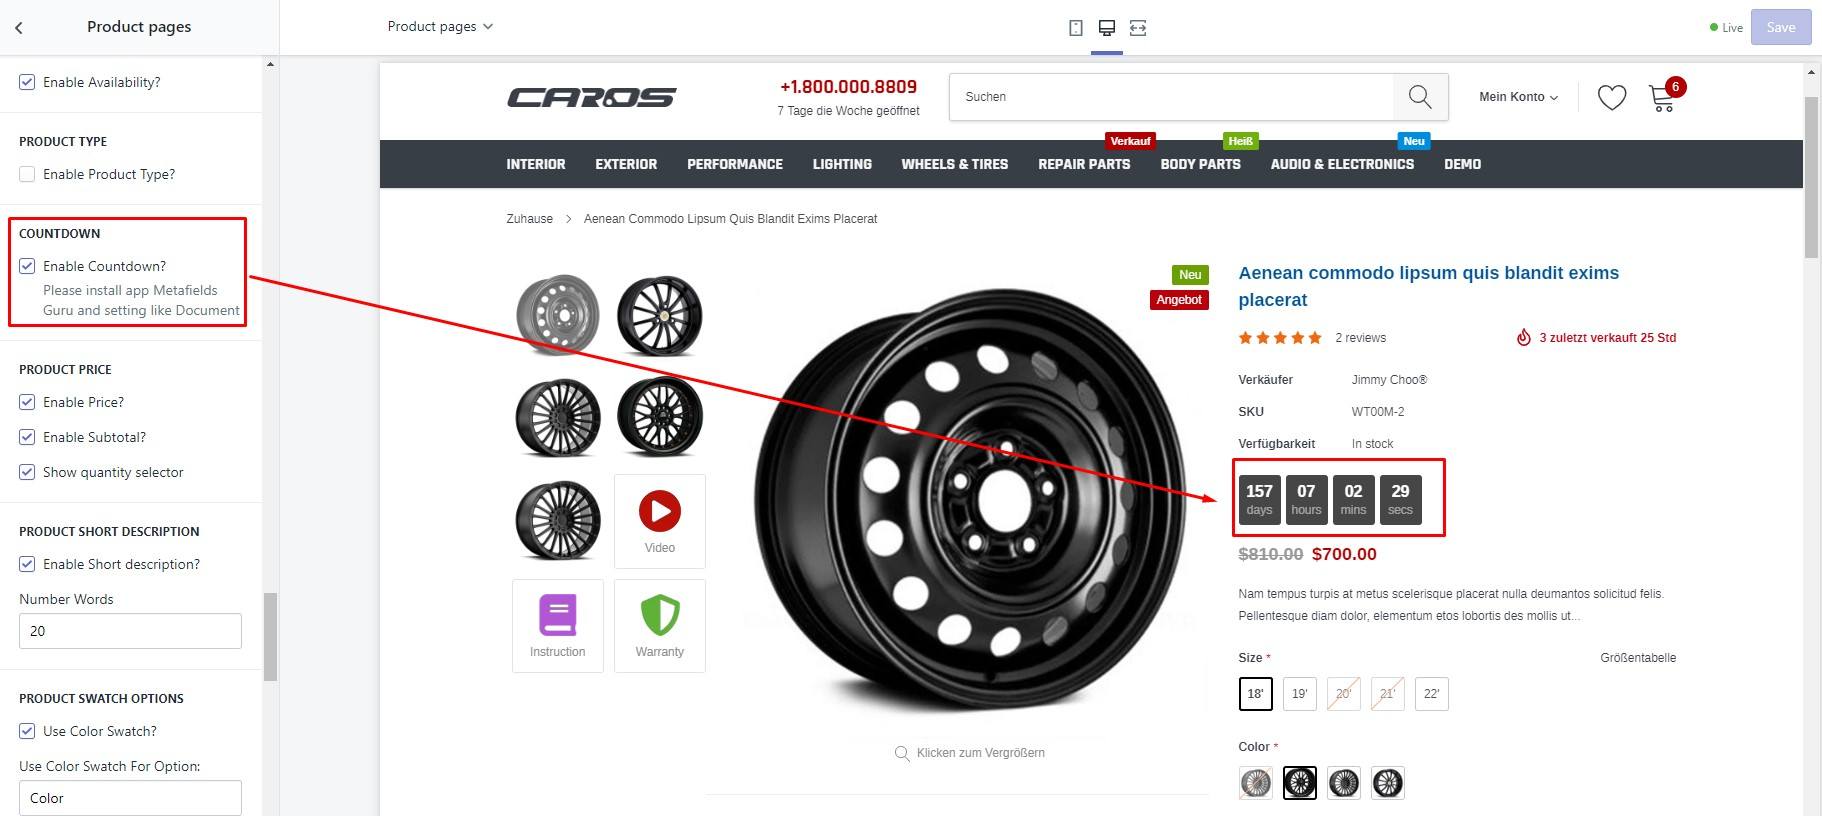 Product pages
Product pages
Live
Save
Enable Availability?
PRODUCT TYPE
Enable Product Type?
COUNTDOWN
Enable Countdown?
Please install app Metafields
Guru and setting like Document
PRODUCT PRICE
Enable Price?
Enable Subtotal?
Show quantity selector
PRODUCT SHORT DESCRIPTION
Enable Short description?
Number Words
20
PRODUCT SWATCH OPTIONS
Use Color Swatch?
Use Color Swatch For Option:
Color
CAROS
+1.800.000.8809
7 Tage die Woche geöffnet
Suchen
Mein Konto
6
Verkauf
Heiß
Neu
INTERIOR EXTERIOR PERFORMANCE LIGHTING WHEELS & TIRES REPAIR PARTS BODY PARTS AUDIO & ELECTRONICS DEMO
Zuhause > Aenean Commodo Lipsum Quis Blandit Exims Placerat
Neu
Angebot
Video
Instruction
Warranty
Klicken zum Vergrößern
Aenean commodo lipsum quis blandit exims
placerat
2 reviews
3 zuletzt verkauft 25 Std
Verkäufer Jimmy Choo®
SKU WT00M-2
Verfügbarkeit In stock
157 07 02 29
days hours mins secs
$810.00 $700.00
Nam tempus turpis at metus scelerisque placerat nulla deumantos solicitud felis.
Pellentesque diam dolor, elementum etos lobortis des mollis ut...
Size * Größentabelle
18' 19' 20' 21' 22'
Color *